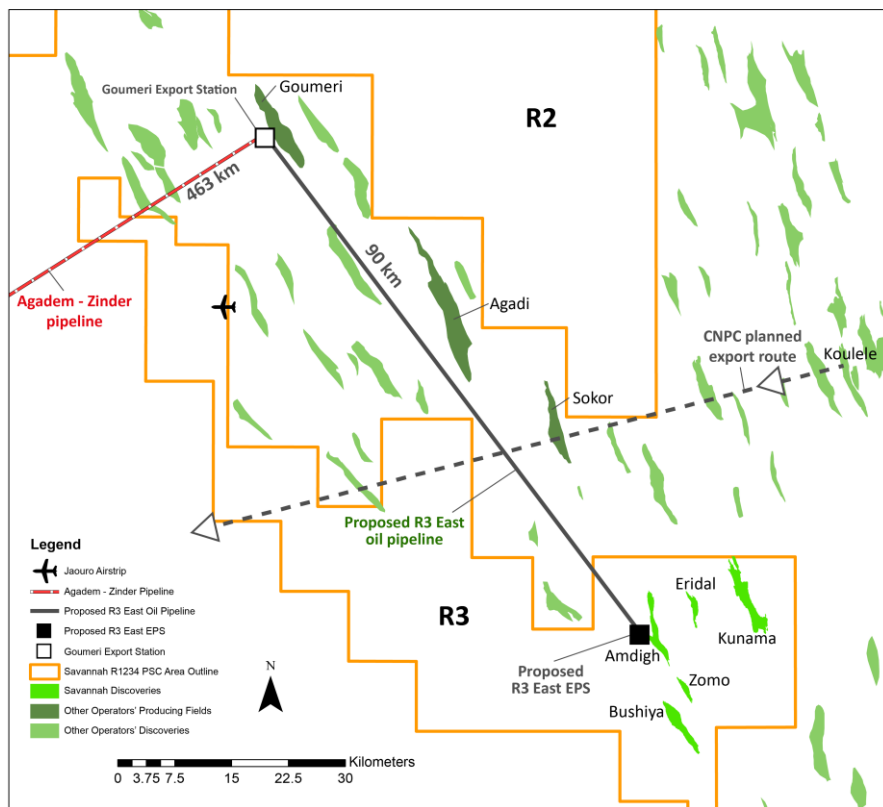 Goumeri
Goumeri Export Station
R2
463 km
90 km
Agadem - Zinder
pipeline
Agadi
CNPC planned
export route
Koulele
Sokor
Proposed R3 East
oil pipeline
R3
Eridal
Kunama
Amdigh
Proposed
R3 East EPS
Zomo
Bushiya
Legend
Jaouro Airstrip
Agadem - Zinder Pipeline
Proposed R3 East Oil Pipeline
Proposed R3 East EPS
Goumeri Export Station
Savannah R1234 PSC Area Outline
Savannah Discoveries
Other Operators' Producing Fields
Other Operators' Discoveries
N
Kilometers
0 3.75 7.5 15 22.5 30